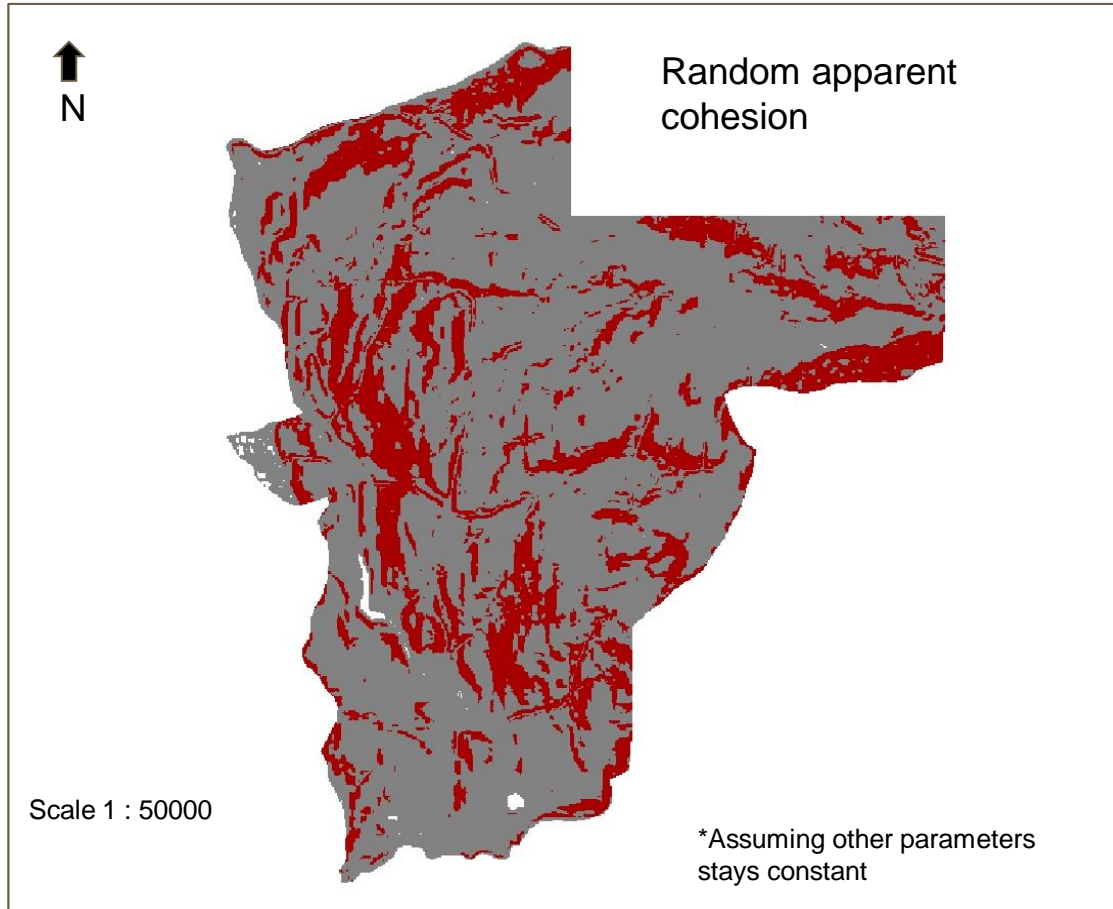 N
Random apparent
cohesion
Scale 1 : 50000
*Assuming other parameters
stays constant